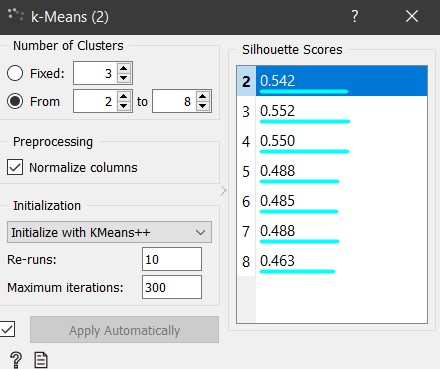 k-Means (2) ? ×
Number of Clusters
Fixed: 3
From 2 to 8
Preprocessing
Normalize columns
Initialization
Initialize with KMeans++
Re-runs: 10
Maximum iterations: 300
Apply Automatically
?
Silhouette Scores
2 0.542
3 0.552
4 0.550
5 0.488
6 0.485
7 0.488
8 0.463